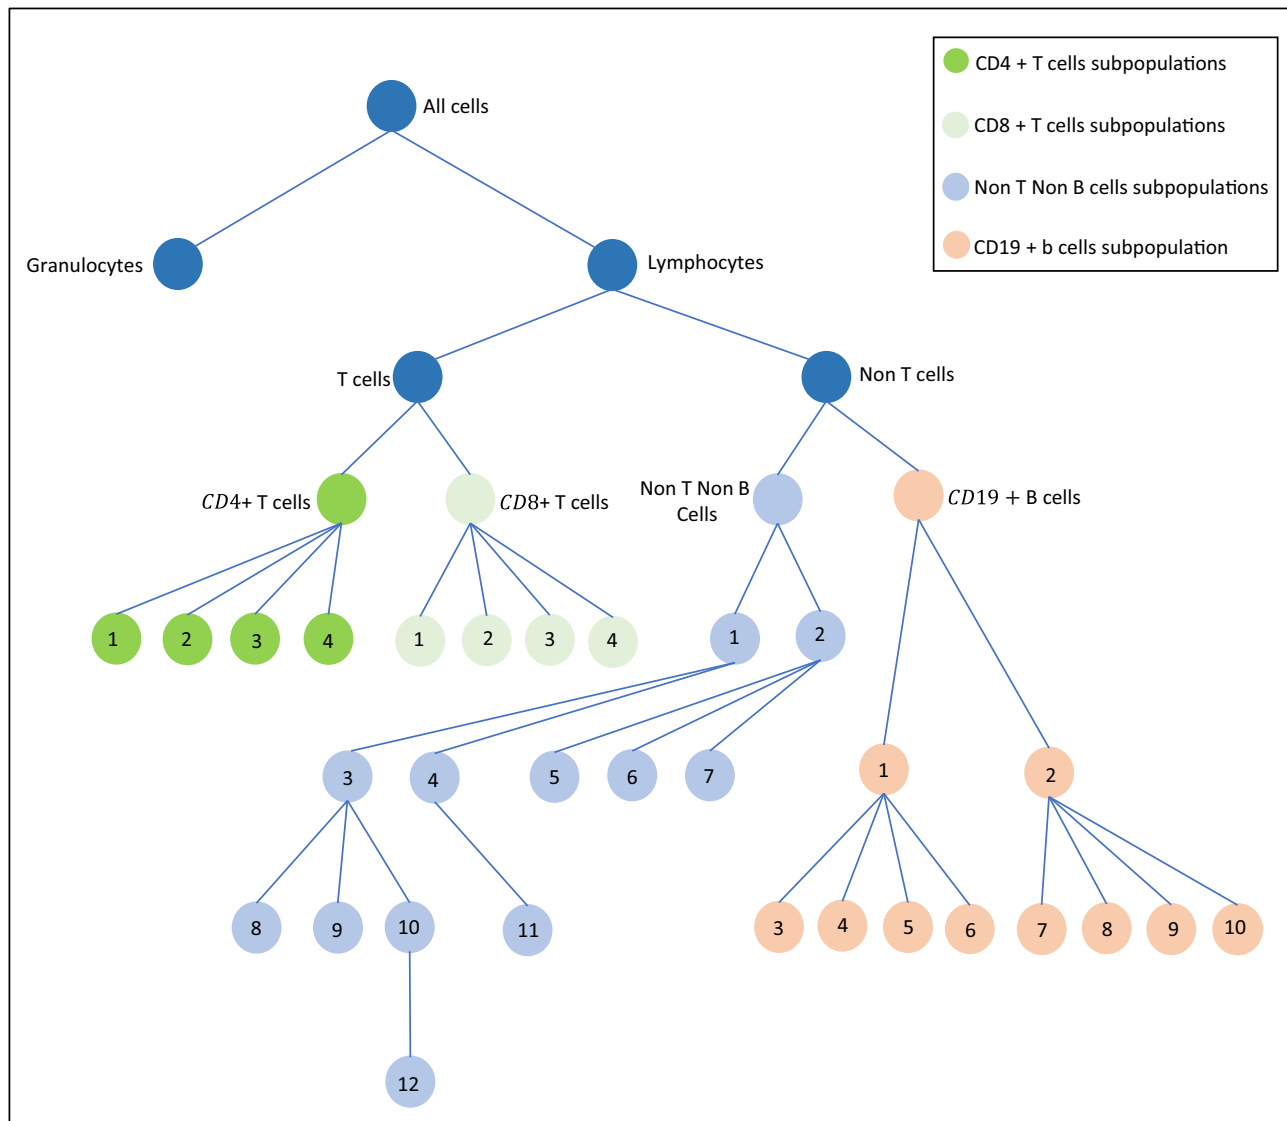 CD4 + T cells subpopulations
CD8 + T cells subpopulations
Non T Non B cells subpopulations
CD19 + b cells subpopulation
All cells
Granulocytes
Lymphocytes
T cells
Non T cells
CD4+ T cells
CD8+ T cells
Non T Non B
Cells
CD19 + B cells
1 2 3 4
1 2 3 4
1 2
3 4 5 6 7
1 2
8 9 10 11
3 4 5 6 7 8 9 10
12